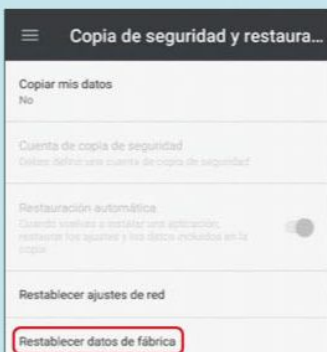 Copia de seguridad y restaura...
Copiar mis datos
No
Cuenta de copia de seguridad
Debes definir una cuenta de copia de seguridad
Restauración automática
Cuando vuelvas a instalar una aplicación,
restaurar los ajustes y los datos incluidos en la
copia
Restablecer ajustes de red
Restablecer datos de fábrica